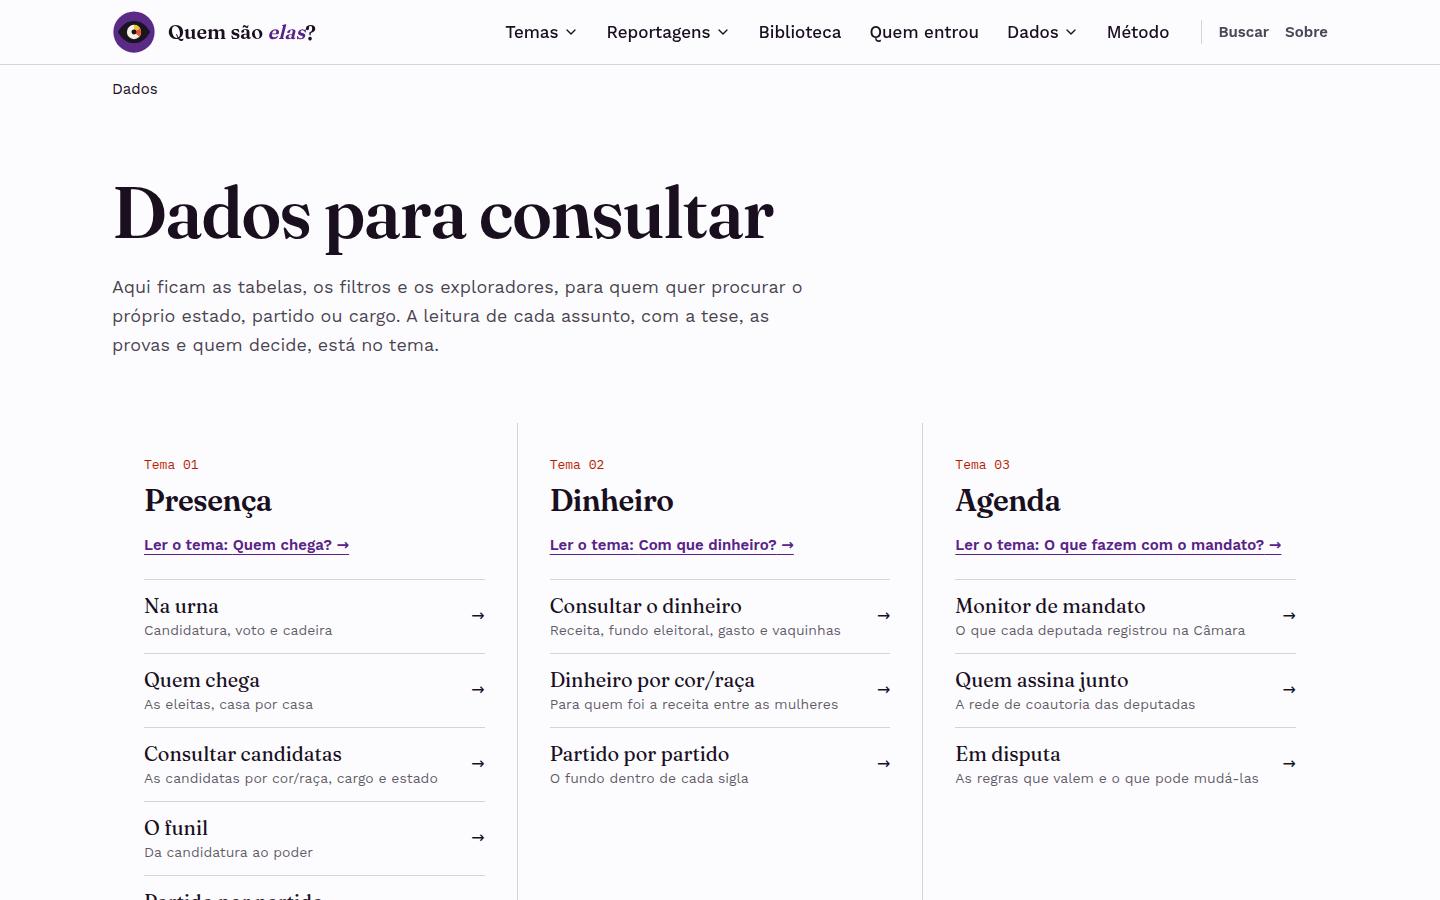 Quem são elas?
Temas
Reportagens
Biblioteca
Quem entrou
Dados
Método
Buscar
Sobre
Dados
Dados para consultar
Aqui ficam as tabelas, os filtros e os exploradores, para quem quer procurar o
próprio estado, partido ou cargo. A leitura de cada assunto, com a tese, as
provas e quem decide, está no tema.
Tema 01
Presença
Ler o tema: Quem chega? →
Na urna
Candidatura, voto e cadeira
→
Quem chega
As eleitas, casa por casa
→
Consultar candidatas
As candidatas por cor/raça, cargo e estado
→
O funil
Da candidatura ao poder
→
Partido por partido
Tema 02
Dinheiro
Ler o tema: Com que dinheiro? →
Consultar o dinheiro
Receita, fundo eleitoral, gasto e vaquinhas
→
Dinheiro por cor/raça
Para quem foi a receita entre as mulheres
→
Partido por partido
O fundo dentro de cada sigla
→
Tema 03
Agenda
Ler o tema: O que fazem com o mandato? →
Monitor de mandato
O que cada deputada registrou na Câmara
→
Quem assina junto
A rede de coautoria das deputadas
→
Em disputa
As regras que valem e o que pode mudá-las
→